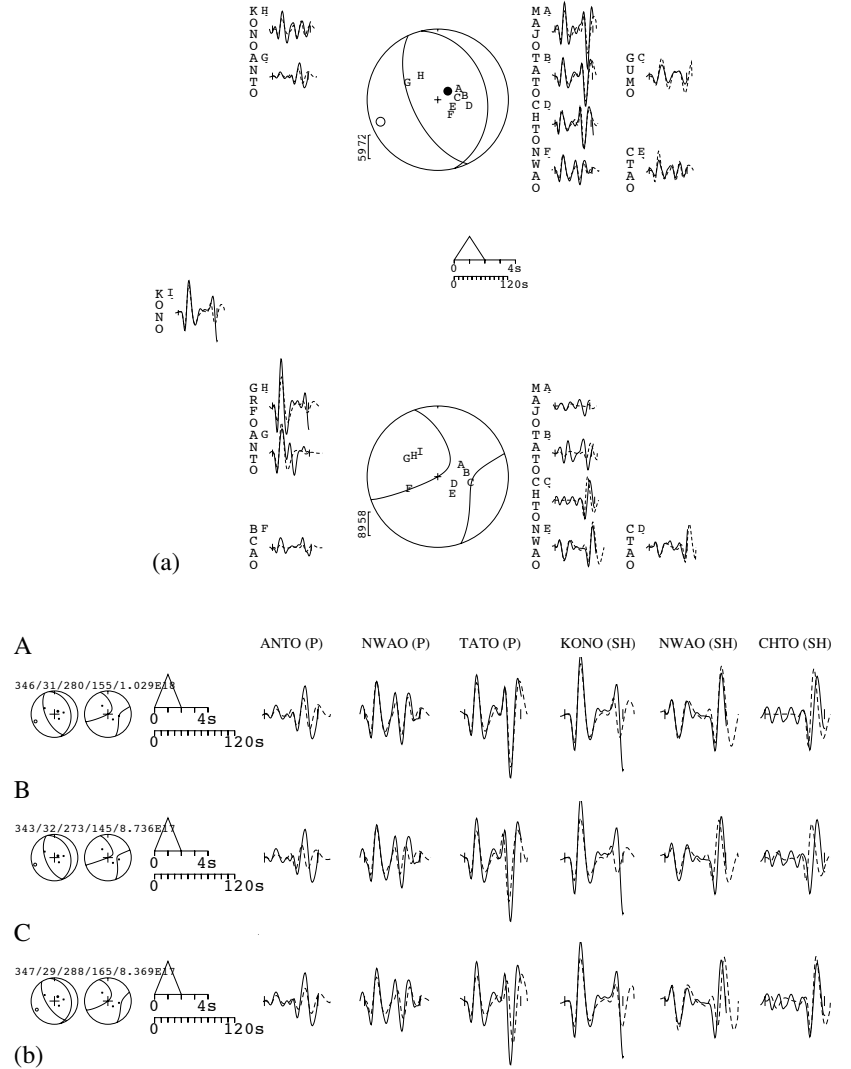 KONO H
ANTO G
MAJO A
TATO B
CHTO D
NWAO F
GUMO C
CTAO E
G H A C B D E F
5972
0 4s
0 120s
KONO I
GRFO H
ANTO G
BCAO F
MAJO A
TATO B
CHTO C
NWAO E
CTAO D
G H I F A B C D E
8958
(a)
ANTO (P) NWAO (P) TATO (P) KONO (SH) NWAO (SH) CHTO (SH)
A
346/31/280/155/1.029E18
0 4s
0 120s
B
343/32/273/145/8.736E17
0 4s
0 120s
C
347/29/288/165/8.369E17
0 4s
0 120s
(b)